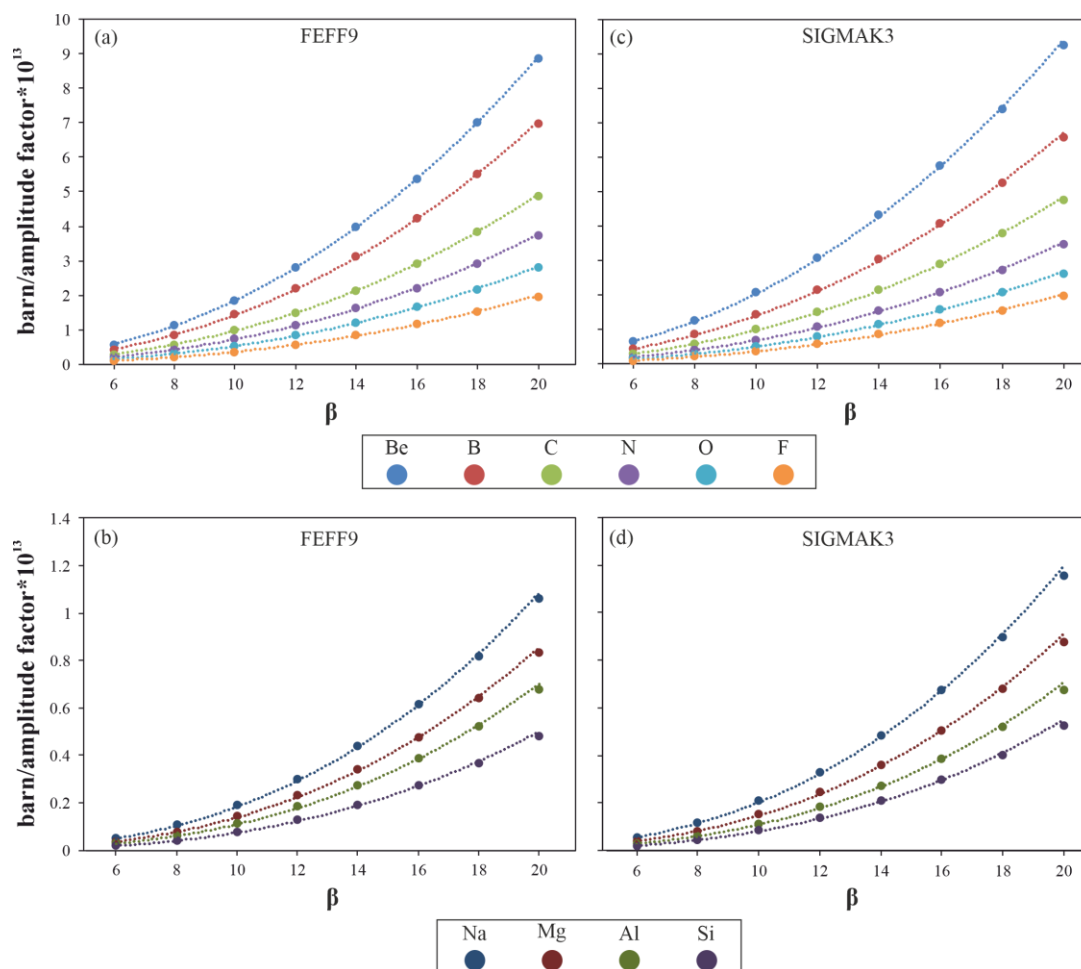 (a)
FEFF9
barn/amplitude factor*10¹³
10
9
8
7
6
5
4
3
2
1
0
6 8 10 12 14 16 18 20
β
(c)
SIGMAK3
6 8 10 12 14 16 18 20
β
Be B C N O F
(b)
FEFF9
barn/amplitude factor*10¹³
1.4
1.2
1
0.8
0.6
0.4
0.2
0
6 8 10 12 14 16 18 20
β
(d)
SIGMAK3
6 8 10 12 14 16 18 20
β
Na Mg Al Si